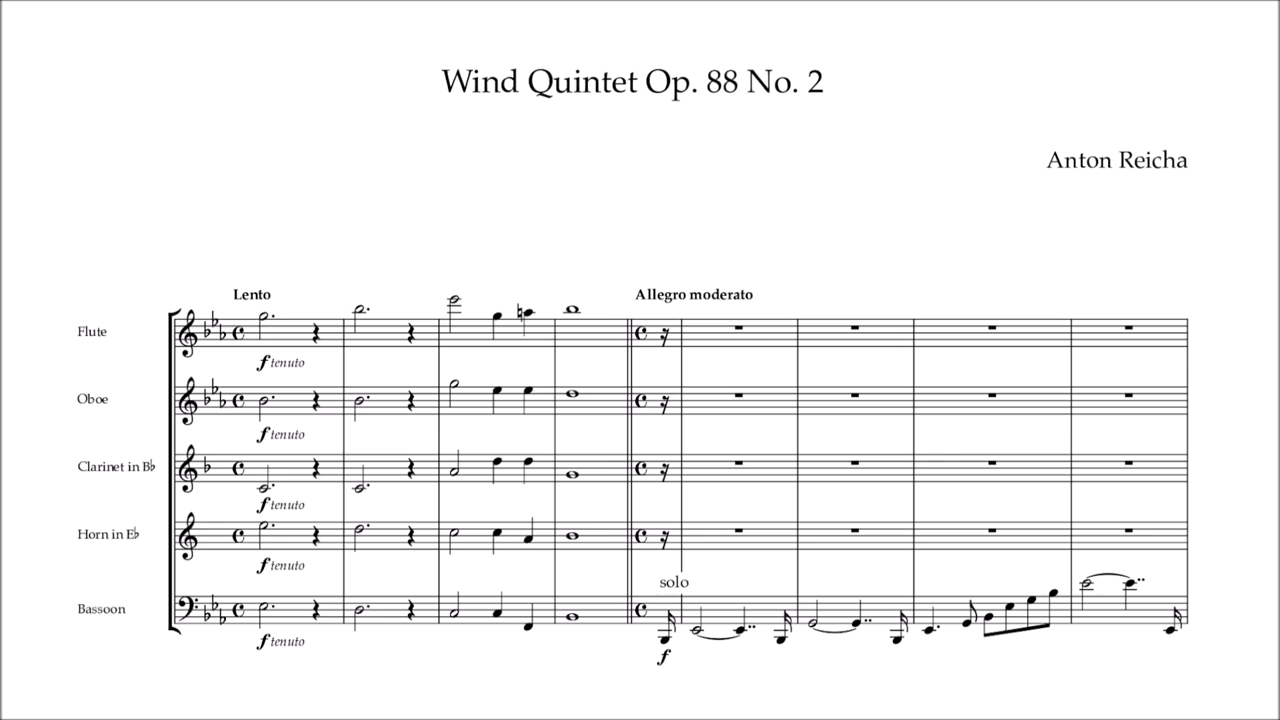 Wind Quintet Op. 88 No. 2
Anton Reicha
Lento
Allegro moderato
Flute
f tenuto
Oboe
f tenuto
Clarinet in B♭
f tenuto
Horn in E♭
f tenuto
solo
Bassoon
f tenuto
f